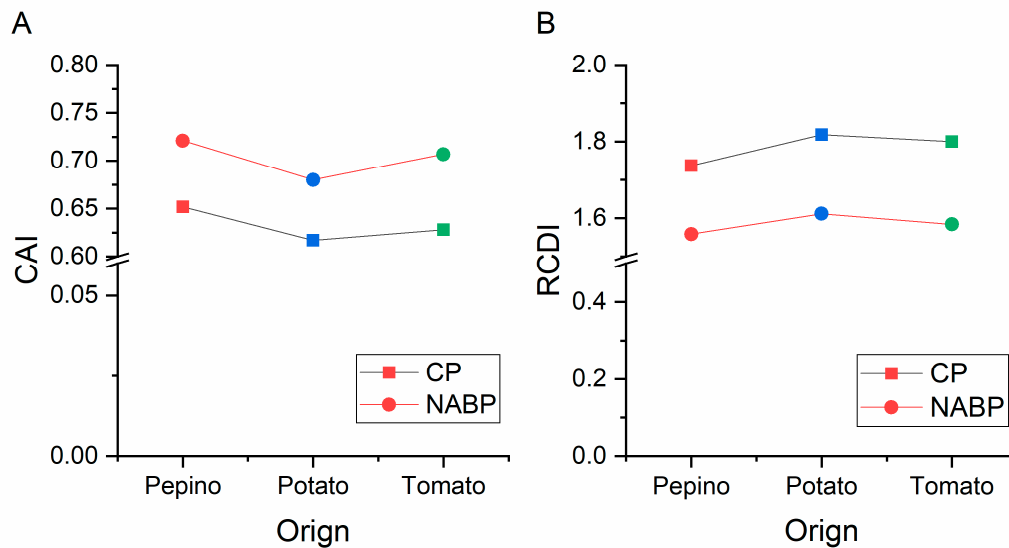 A
0.80
0.75
0.70
0.65
0.60
0.05
0.00
CAI
Pepino Potato Tomato
Orign
CP
NABP
B
2.0
1.8
1.6
0.4
0.2
0.0
RCDI
Pepino Potato Tomato
Orign
CP
NABP